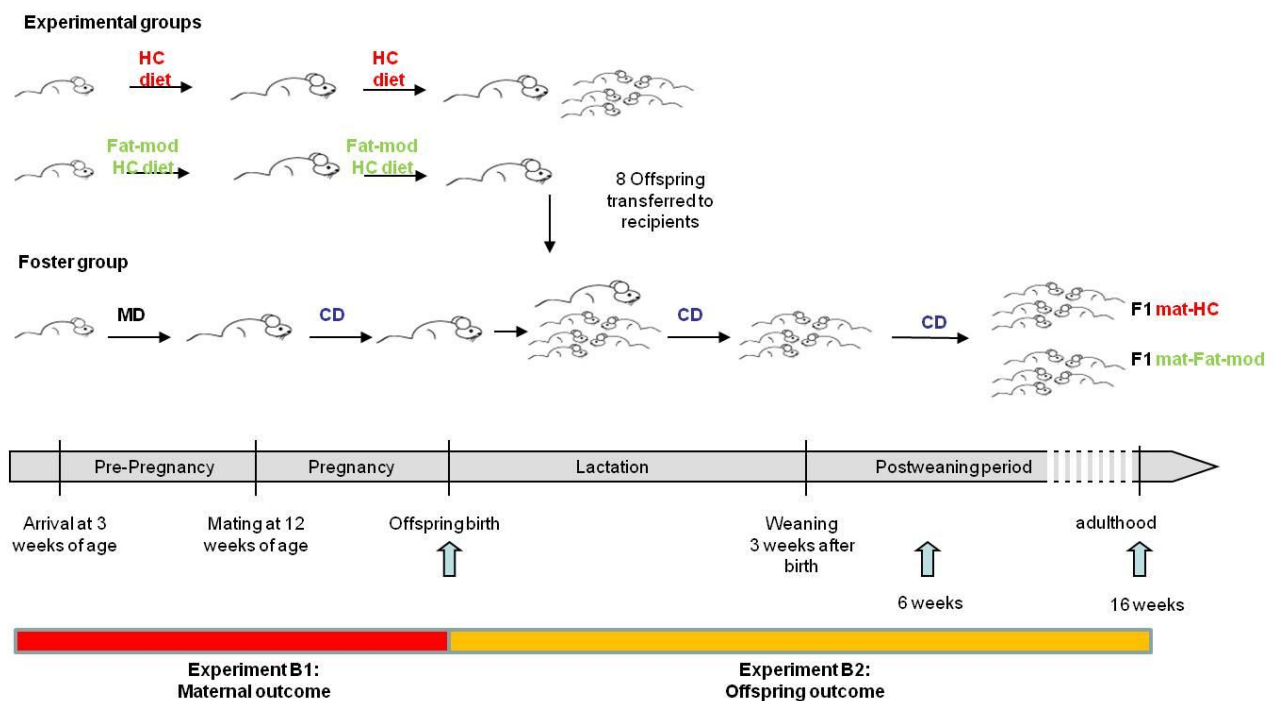 Experimental groups
HC
diet
HC
diet
Fat-mod
HC diet
Fat-mod
HC diet
8 Offspring
transferred to
recipients
Foster group
MD
CD
CD
CD
F1 mat-HC
F1 mat-Fat-mod
Pre-Pregnancy
Pregnancy
Lactation
Postweaning period
Arrival at 3
weeks of age
Mating at 12
weeks of age
Offspring birth
Weaning
3 weeks after
birth
adulthood
6 weeks
16 weeks
Experiment B1:
Maternal outcome
Experiment B2:
Offspring outcome